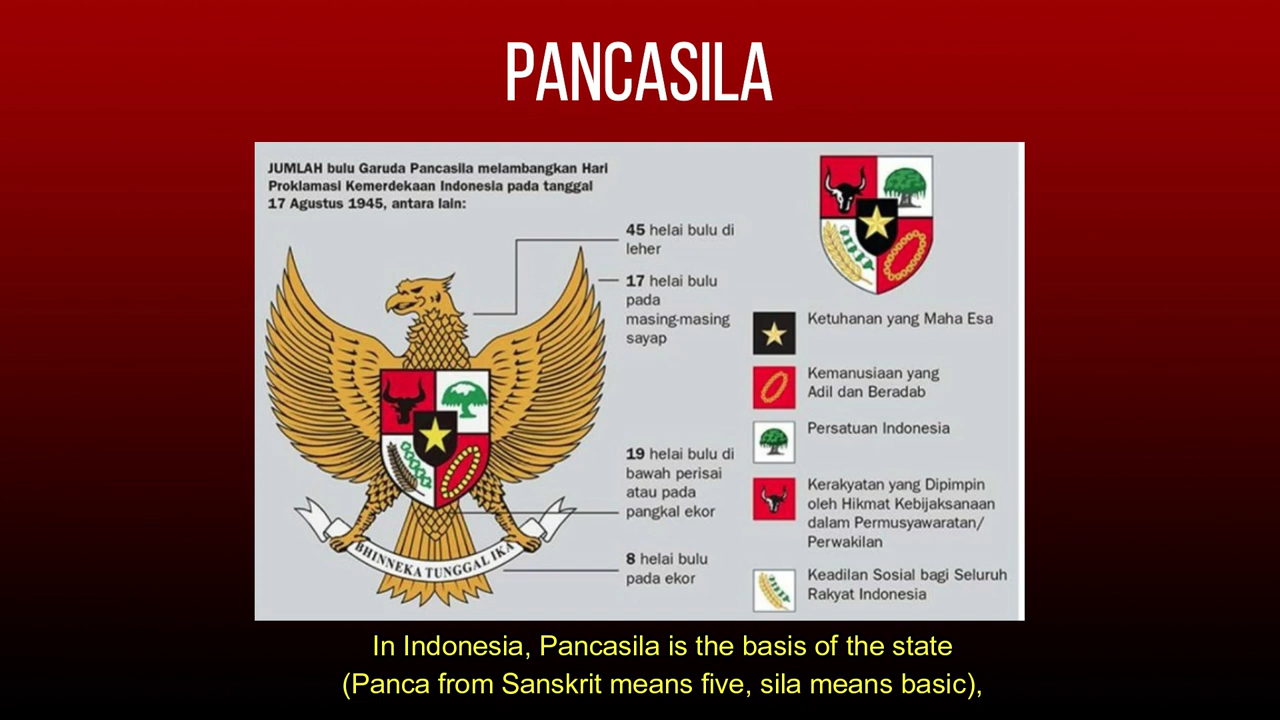 PANCASILA
JUMLAH bulu Garuda Pancasila melambangkan Hari
Proklamasi Kemerdekaan Indonesia pada tanggal
17 Agustus 1945, antara lain:
45 helai bulu di
leher
17 helai bulu
pada
masing-masing
sayap
19 helai bulu di
bawah perisai
atau pada
pangkal ekor
8 helai bulu
pada ekor
BHINNEKA TUNGGAL IKA
Ketuhanan yang Maha Esa
Kemanusiaan yang
Adil dan Beradab
Persatuan Indonesia
Kerakyatan yang Dipimpin
oleh Hikmat Kebijaksanaan
dalam Permusyawaratan/
Perwakilan
Keadilan Sosial bagi Seluruh
Rakyat Indonesia
In Indonesia, Pancasila is the basis of the state
(Panca from Sanskrit means five, sila means basic),